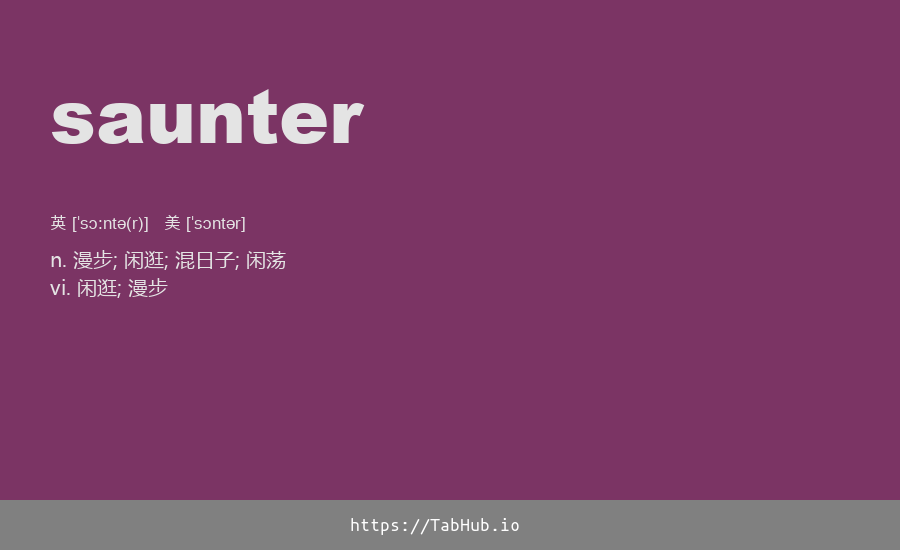 saunter
英 [ˈsɔːntə(r)] 美 [ˈsɔntər]
n. 漫步; 闲逛; 混日子; 闲荡
vi. 闲逛; 漫步
https://TabHub.io